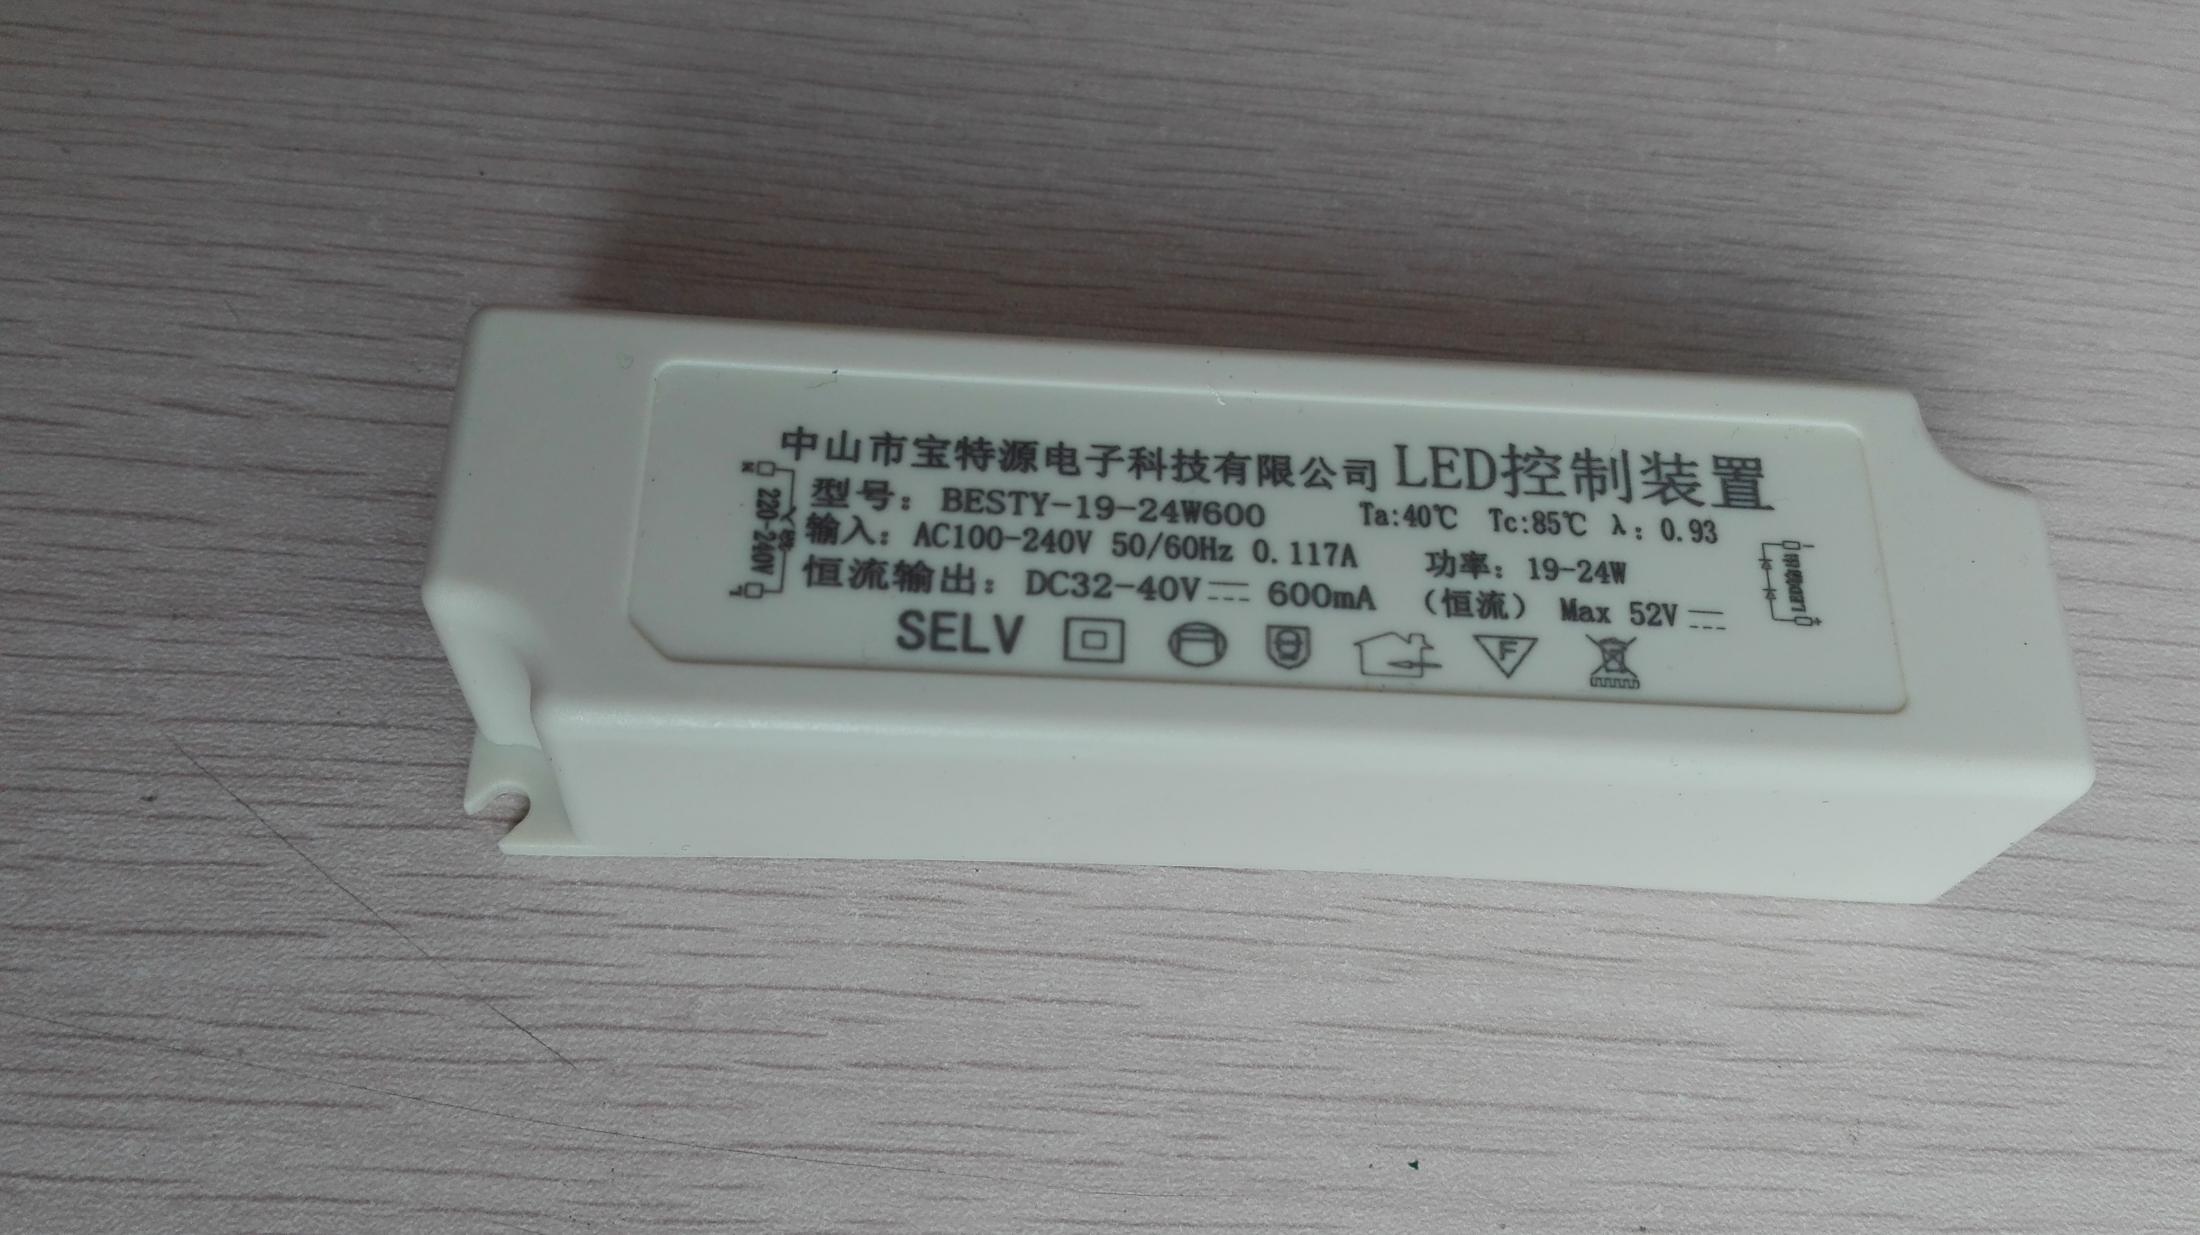 中山市宝特源电子科技有限公司 LED控制装置
型号：BESTY-19-24W600 Ta:40℃ Tc:85℃ λ：0.93
输入：AC100-240V 50/60Hz 0.117A 功率：19-24W
恒流输出：DC32-40V 600mA （恒流） Max 52V
SELV
F
N
220-240V
L
- +